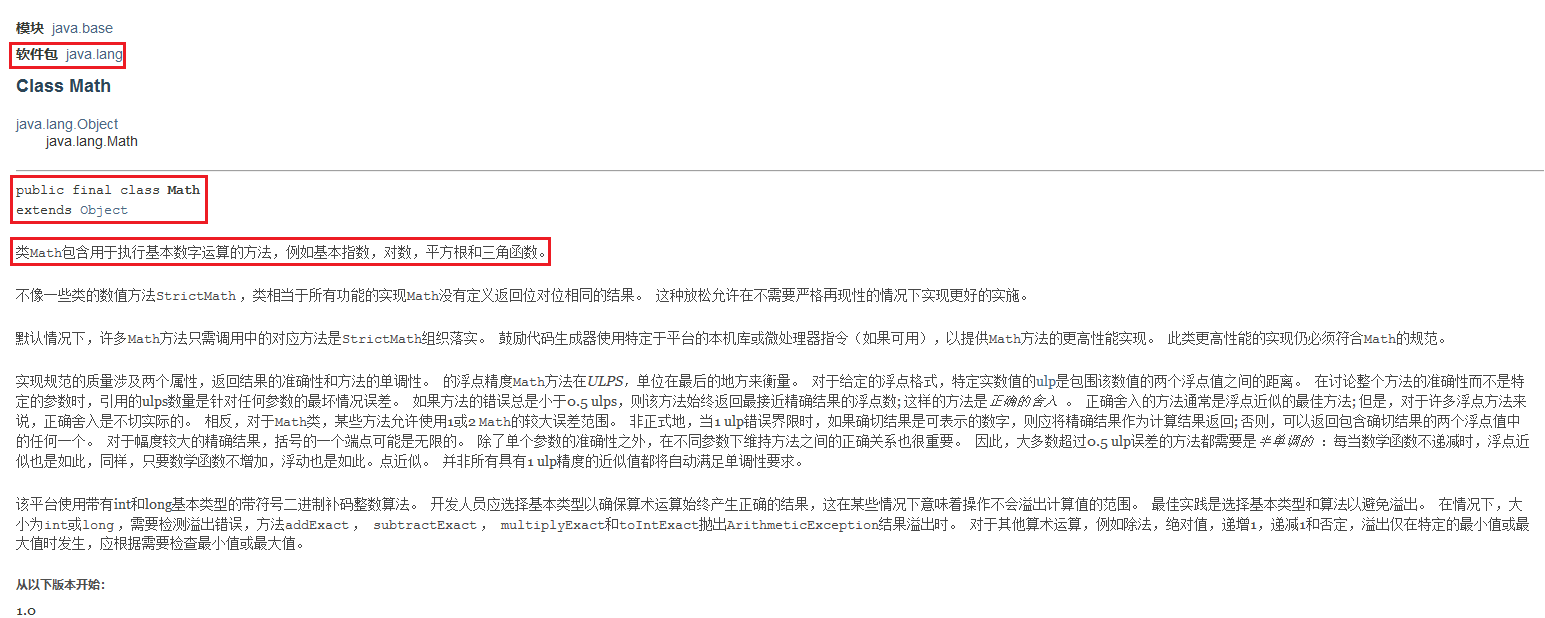 模块 java.base
软件包 java.lang
Class Math
java.lang.Object
java.lang.Math
public final class Math
extends Object
类Math包含用于执行基本数字运算的方法，例如基本指数，对数，平方根和三角函数。
不像一些类的数值方法StrictMath ，类相当于所有功能的实现Math没有定义返回位对位相同的结果。 这种放松允许在不需要严格再现性的情况下实现更好的实施。
默认情况下，许多Math方法只需调用中的对应方法是StrictMath组织落实。 鼓励代码生成器使用特定于平台的本机库或微处理器指令（如果可用），以提供Math方法的更高性能实现。 此类更高性能的实现仍必须符合Math的规范。
实现规范的质量涉及两个属性，返回结果的准确性和方法的单调性。 的浮点精度Math方法在ULPS，单位在最后的地方来衡量。 对于给定的浮点格式，特定实数值的ulp是包围该数值的两个浮点值之间的距离。 在讨论整个方法的准确性而不是特
定的参数时，引用的ulps数量是针对任何参数的最坏情况误差。 如果方法的错误总是小于0.5 ulps，则该方法始终返回最接近精确结果的浮点数; 这样的方法是正确的舍入 。 正确舍入的方法通常是浮点近似的最佳方法; 但是，对于许多浮点方法来
说，正确舍入是不切实际的。 相反，对于Math类，某些方法允许使用1或2 Math的较大误差范围。 非正式地，当1 ulp错误界限时，如果确切结果是可表示的数字，则应将精确结果作为计算结果返回; 否则，可以返回包含确切结果的两个浮点值中
的任何一个。 对于幅度较大的精确结果，括号的一个端点可能是无限的。 除了单个参数的准确性之外，在不同参数下维持方法之间的正确关系也很重要。 因此，大多数超过0.5 ulp误差的方法都需要是半单调的 ：每当数学函数不递减时，浮点近
似也是如此，同样，只要数学函数不增加，浮动也是如此。点近似。 并非所有具有1 ulp精度的近似值都将自动满足单调性要求。
该平台使用带有int和long基本类型的带符号二进制补码整数算法。 开发人员应选择基本类型以确保算术运算始终产生正确的结果，这在某些情况下意味着操作不会溢出计算值的范围。 最佳实践是选择基本类型和算法以避免溢出。 在情况下，大
小为int或long ，需要检测溢出错误，方法addExact ， subtractExact ， multiplyExact和toIntExact抛出ArithmeticException结果溢出时。 对于其他算术运算，例如除法，绝对值，递增1，递减1和否定，溢出仅在特定的最小值或最
大值时发生，应根据需要检查最小值或最大值。
从以下版本开始：
1.0